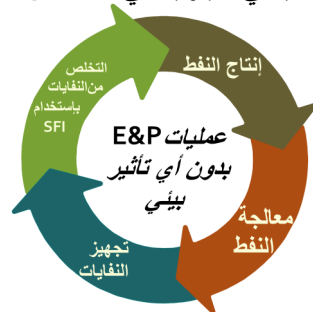 إنتاج النفط
معالجة
النفط
تجهيز
النفايات
التخلص
من النفايات
بإستخدام
SFI
عمليات E&P
بدون أي تأثير
بيئي